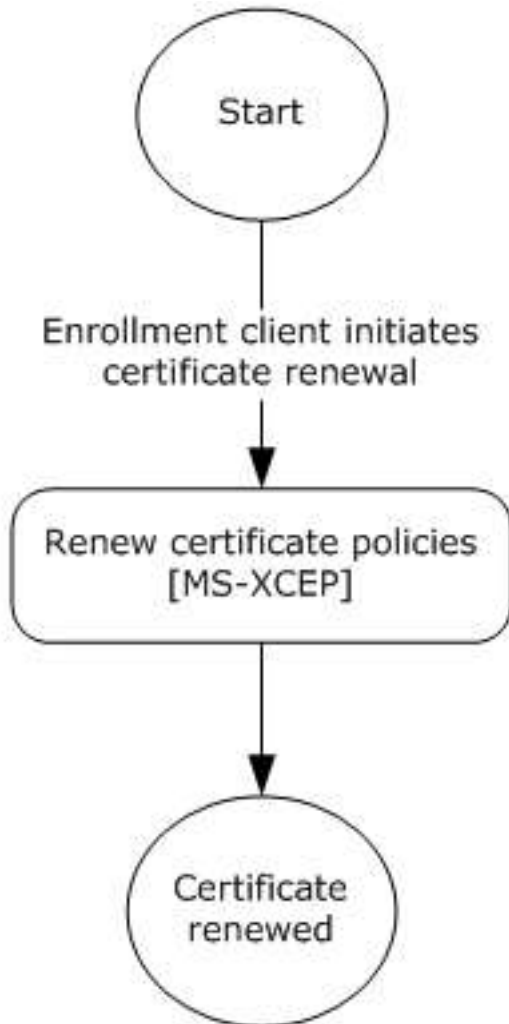 Start
Enrollment client initiates
certificate renewal
Renew certificate policies
[MS-XCEP]
Certificate
renewed